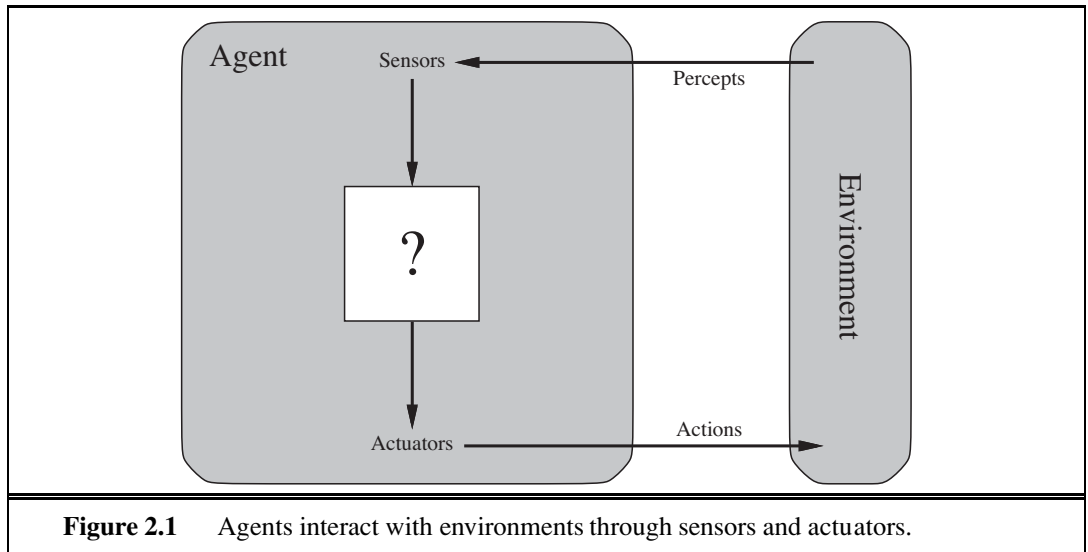 Agent
Sensors
Percepts
Environment
?
Actuators
Actions
Figure 2.1 Agents interact with environments through sensors and actuators.